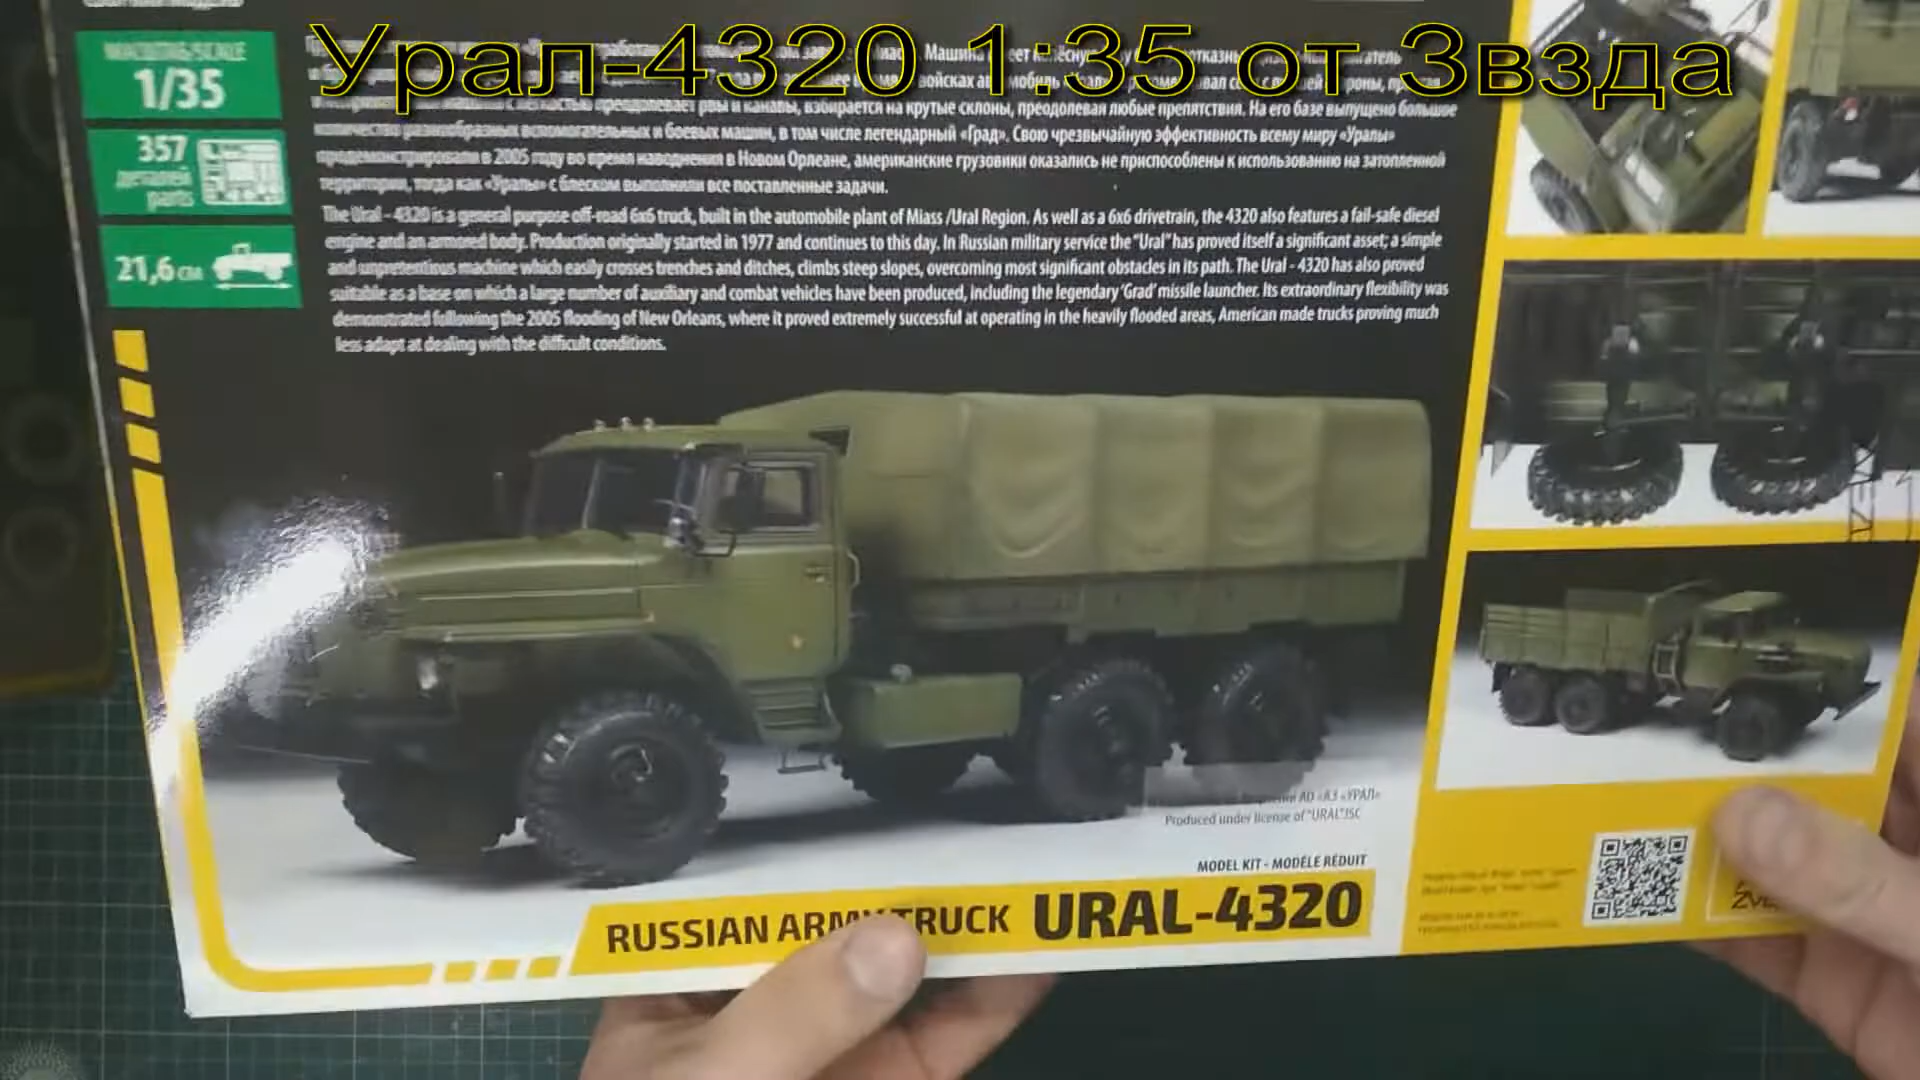 Урал-4320 1:35 от Звзда
МАСШТАБ/SCALE
1/35
357
деталей
parts
21,6 см
преодолевает рвы и канавы, взбирается на крутые склоны, преодолевая любые препятствия. На его базе выпущено большое
количество разнообразных вспомогательных и боевых машин, в том числе легендарный «Град». Свою чрезвычайную эффективность всему миру «Уралы»
продемонстрировали в 2005 году во время наводнения в Новом Орлеане, американские грузовики оказались не приспособлены к использованию на затопленной
территории, тогда как «Уралы» с блеском выполнили все поставленные задачи.
The Ural - 4320 is a general purpose off-road 6x6 truck, built in the automobile plant of Miass /Ural Region. As well as a 6x6 drivetrain, the 4320 also features a fail-safe diesel
engine and an armored body. Production originally started in 1977 and continues to this day. In Russian military service the "Ural" has proved itself a significant asset; a simple
and unpretentious machine which easily crosses trenches and ditches, climbs steep slopes, overcoming most significant obstacles in its path. The Ural - 4320 has also proved
suitable as a base on which a large number of auxiliary and combat vehicles have been produced, including the legendary 'Grad' missile launcher. Its extraordinary flexibility was
demonstrated following the 2005 flooding of New Orleans, where it proved extremely successful at operating in the heavily flooded areas, American made trucks proving much
less adapt at dealing with the difficult conditions.
АО «АЗ «УРАЛ»
Produced under license of "URAL" JSC
MODEL KIT - MODÈLE RÉDUIT
RUSSIAN ARMY TRUCK URAL-4320